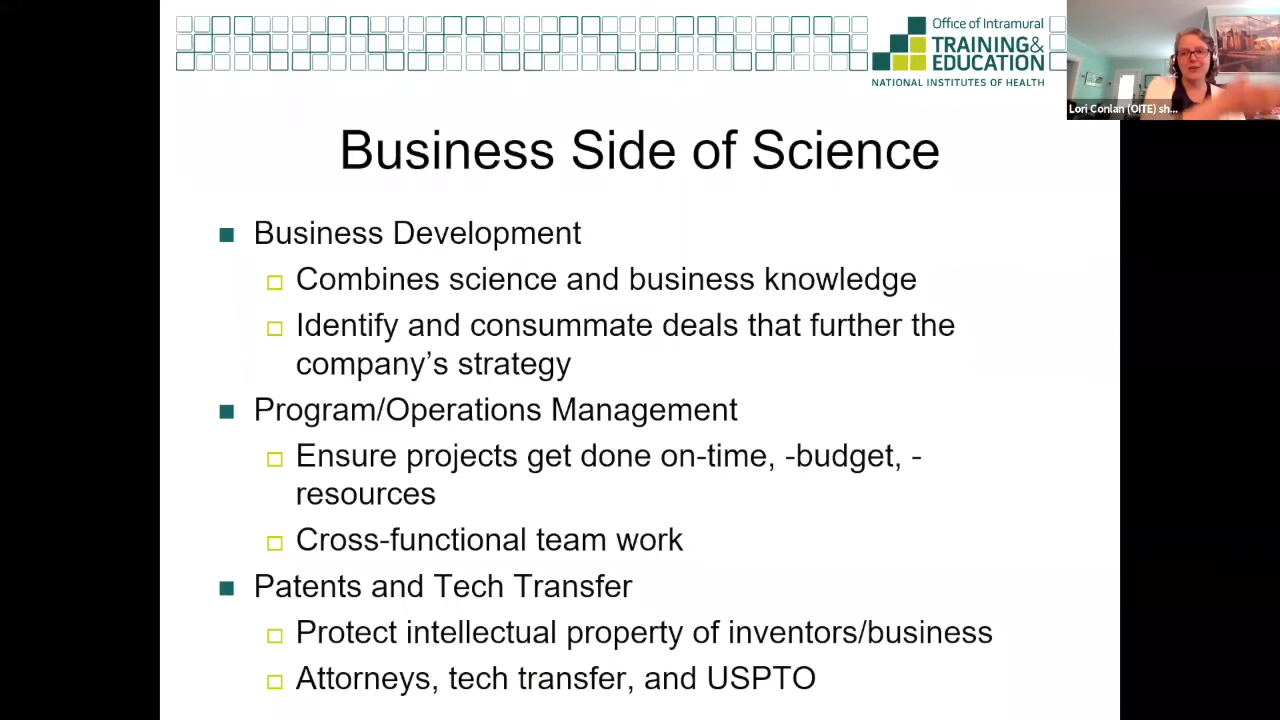 Office of Intramural
TRAINING&
EDUCATION
NATIONAL INSTITUTES OF HEALTH
Lori Conlan (OITE) sh...
Business Side of Science
Business Development
Combines science and business knowledge
Identify and consummate deals that further the
company's strategy
Program/Operations Management
Ensure projects get done on-time, -budget, -
resources
Cross-functional team work
Patents and Tech Transfer
Protect intellectual property of inventors/business
Attorneys, tech transfer, and USPTO